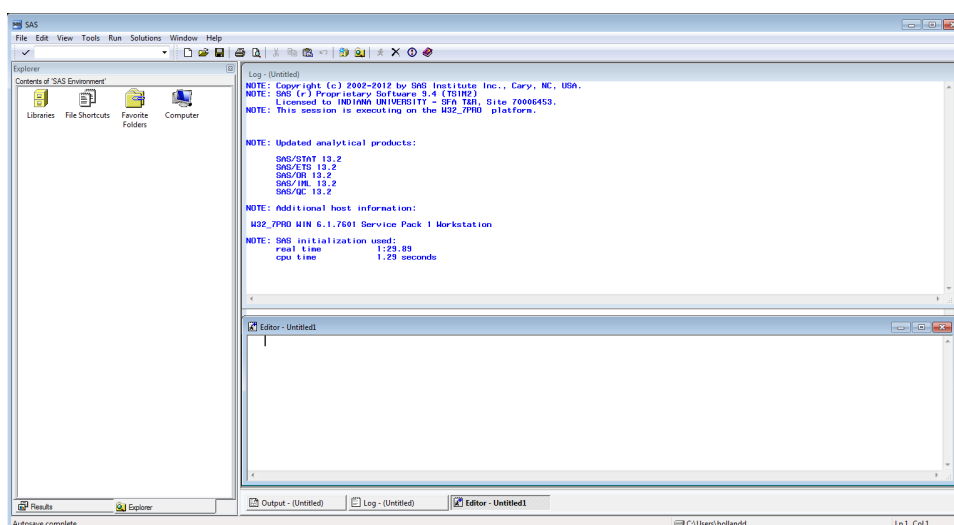 SAS
File Edit View Tools Run Solutions Window Help
Explorer
Contents of 'SAS Environment'
Libraries File Shortcuts Favorite Folders Computer
Log - (Untitled)
NOTE: Copyright (c) 2002-2012 by SAS Institute Inc., Cary, NC, USA.
NOTE: SAS (r) Proprietary Software 9.4 (TS1M2)
Licensed to INDIANA UNIVERSITY - SFA T&R, Site 70006453.
NOTE: This session is executing on the W32_7PRO platform.
NOTE: Updated analytical products:
SAS/STAT 13.2
SAS/ETS 13.2
SAS/OR 13.2
SAS/IML 13.2
SAS/QC 13.2
NOTE: Additional host information:
W32_7PRO WIN 6.1.7601 Service Pack 1 Workstation
NOTE: SAS initialization used:
real time 1:29.89
cpu time 1.29 seconds
Editor - Untitled1
Results Explorer
Output - (Untitled) Log - (Untitled) Editor - Untitled1
Autosave complete C:\Users\hollandd Ln 1, Col 1